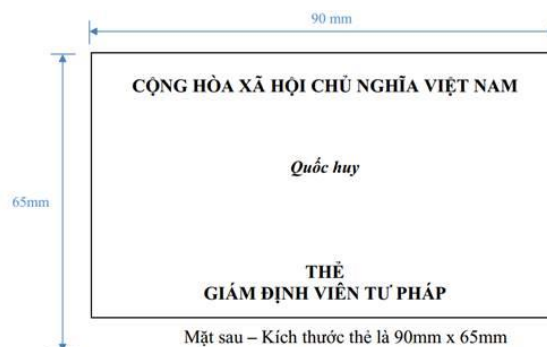 90 mm
CỘNG HÒA XÃ HỘI CHỦ NGHĨA VIỆT NAM
Quốc huy
65mm
THẺ
GIÁM ĐỊNH VIÊN TƯ PHÁP
Mặt sau – Kích thước thẻ là 90mm x 65mm